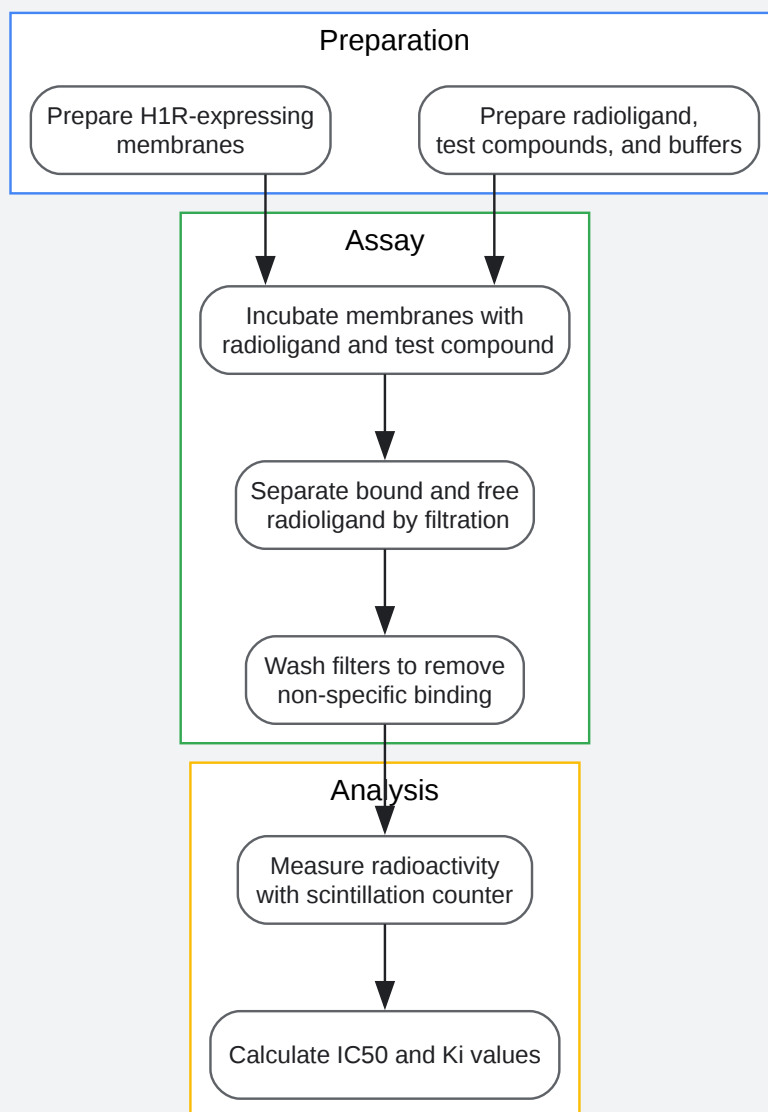 Preparation
Prepare H1R-expressing
membranes
Prepare radioligand,
test compounds, and buffers
Assay
Incubate membranes with
radioligand and test compound
Separate bound and free
radioligand by filtration
Wash filters to remove
non-specific binding
Analysis
Measure radioactivity
with scintillation counter
Calculate IC50 and Ki values